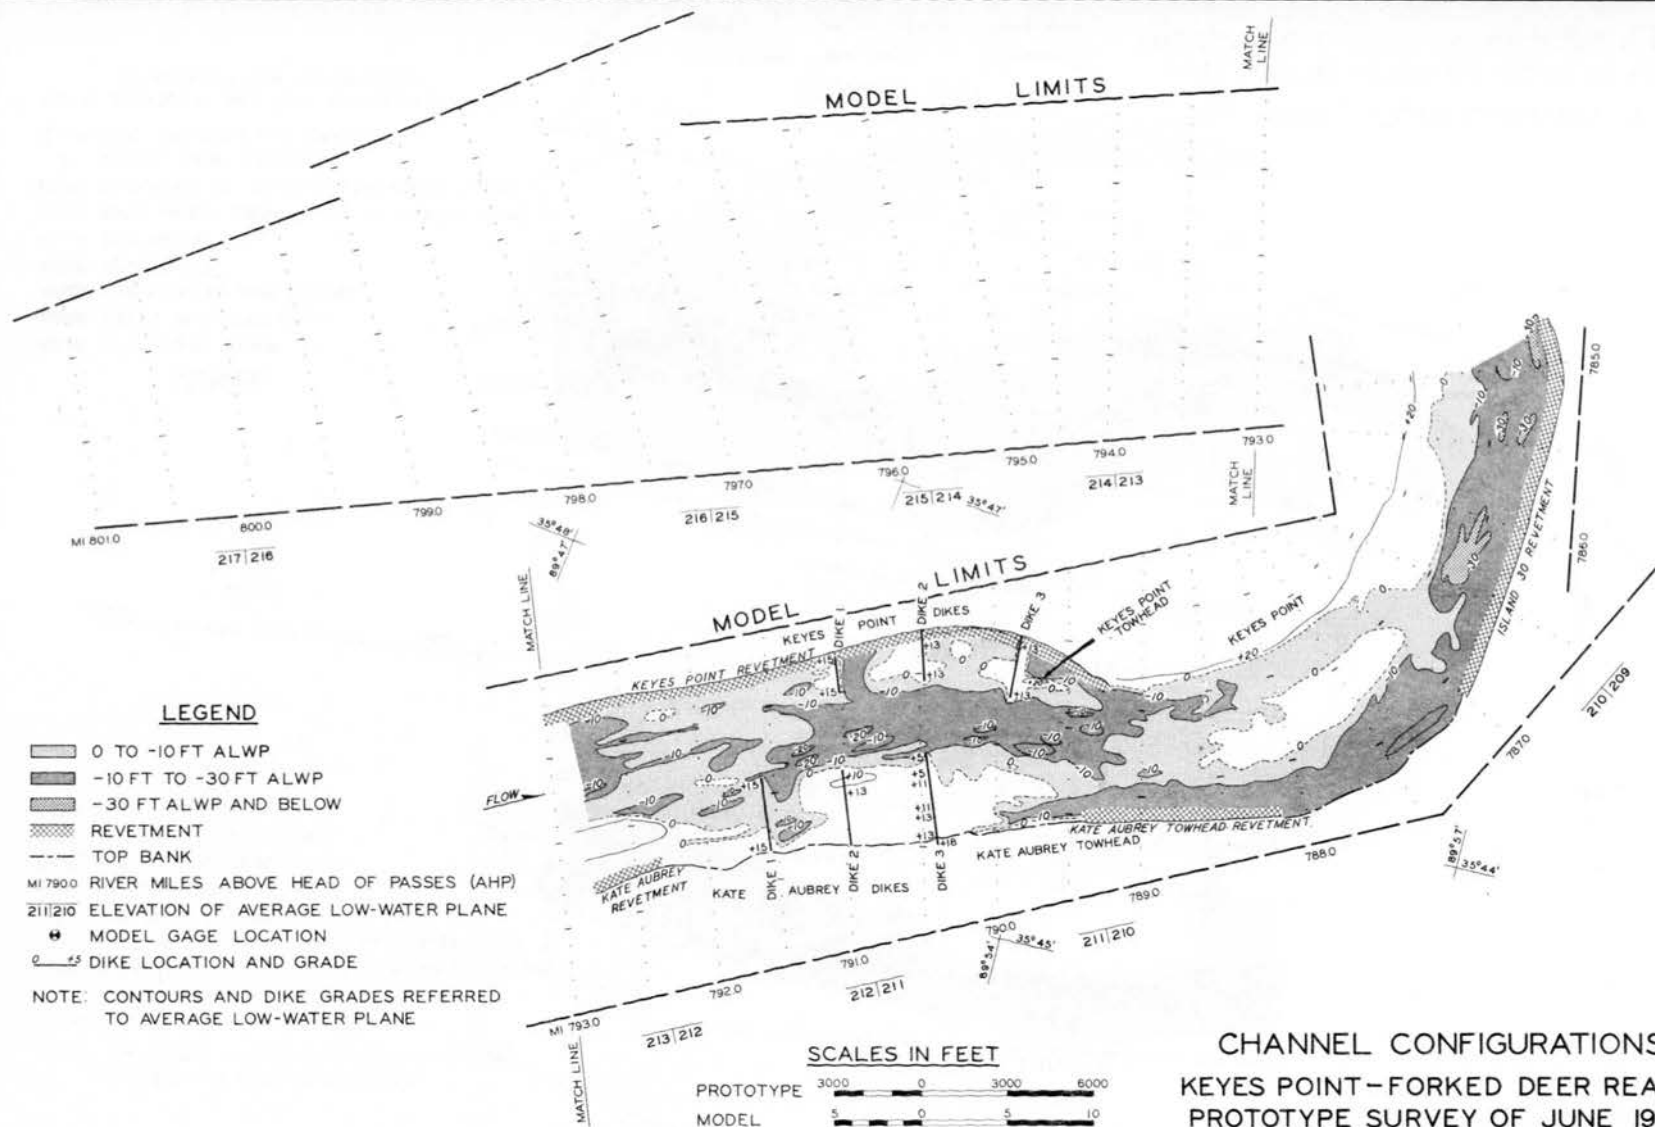 MATCH LINE
MODEL LIMITS
MI 801.0
800.0
799.0
798.0
797.0
796.0
795.0
794.0
793.0
217|216
216|215
215|214
214|213
35°48'
89°47'
35°47'
MATCH LINE
MATCH LINE
MODEL LIMITS
KEYES POINT DIKES
DIKE 1
DIKE 2
DIKE 3
KEYES POINT REVETMENT
KEYES POINT TOWHEAD
KEYES POINT
+20
+20
ISLAND 30 REVETMENT
785.0
786.0
787.0
210|209
FLOW
KATE AUBREY REVETMENT
KATE AUBREY DIKES
DIKE 1
DIKE 2
DIKE 3
KATE AUBREY TOWHEAD
KATE AUBREY TOWHEAD REVETMENT
788.0
789.0
790.0
791.0
792.0
MI 793.0
89°57'
35°44'
89°54'
35°45'
211|210
212|211
213|212
MATCH LINE
LEGEND
0 TO -10 FT ALWP
-10 FT TO -30 FT ALWP
-30 FT ALWP AND BELOW
REVETMENT
TOP BANK
MI 790.0 RIVER MILES ABOVE HEAD OF PASSES (AHP)
211|210 ELEVATION OF AVERAGE LOW-WATER PLANE
MODEL GAGE LOCATION
0 +5 DIKE LOCATION AND GRADE
NOTE: CONTOURS AND DIKE GRADES REFERRED
TO AVERAGE LOW-WATER PLANE
SCALES IN FEET
PROTOTYPE 3000 0 3000 6000
MODEL 5 0 5 10
CHANNEL CONFIGURATIONS
KEYES POINT-FORKED DEER REA
PROTOTYPE SURVEY OF JUNE 19